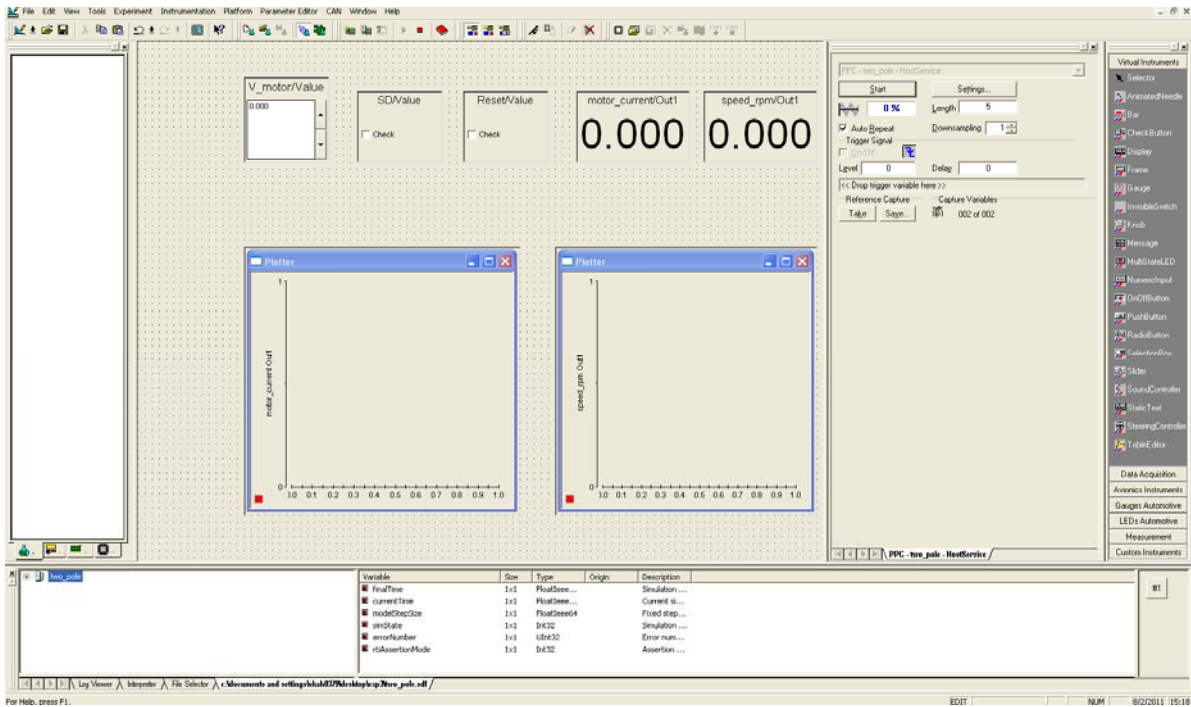 File Edit View Tools Experiment Instrumentation Platform Parameter Editor CAN Window Help
V_motor/Value
0.000
SD/Value
Check
Reset/Value
Check
motor_current/Out1
0.000
speed_rpm/Out1
0.000
Plotter
1
motor_current Out1
0
0.0 0.1 0.2 0.3 0.4 0.5 0.6 0.7 0.8 0.9 1.0
Plotter
1
speed_rpm Out1
0
0.0 0.1 0.2 0.3 0.4 0.5 0.6 0.7 0.8 0.9 1.0
PPC - two_pole - HostService
Start
Settings...
0 %
Length 5
Auto Repeat
Downsampling 1
Trigger Signal
On/Off
Level 0
Delay 0
<< Drop trigger variable here >>
Reference Capture
Capture Variables
Take
Save...
002 of 002
PPC - two_pole - HostService
Virtual Instruments
Selector
AnimatedNeedle
Bar
CheckButton
Display
Frame
Gauge
InvisibleSwitch
Knob
Message
MultiStateLED
NumericInput
OnOffButton
PushButton
RadioButton
SelectionBox
Slider
SoundController
StaticText
SteeringController
TableEditor
Data Acquisition
Avionics Instruments
Gauges Automotive
LEDs Automotive
Measurement
Custom Instruments
two_pole
Variable Size Type Origin Description
finalTime 1x1 FloatIeee... Simulation ...
currentTime 1x1 FloatIeee... Current si...
modelStepSize 1x1 FloatIeee64 Fixed step...
simState 1x1 Int32 Simulation ...
errorNumber 1x1 UInt32 Error num...
rtiAssertionMode 1x1 Int32 Assertion ...
#1
Log Viewer
Interpreter
File Selector
For Help, press F1.
EDIT
NUM
8/2/2011 15:18